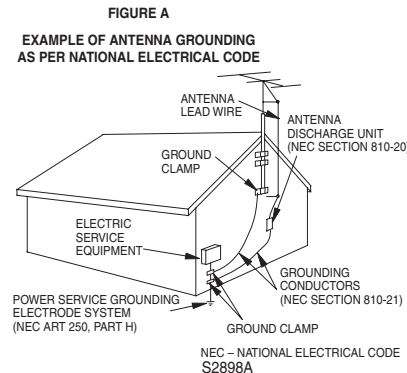 FIGURE A
EXAMPLE OF ANTENNA GROUNDING
AS PER NATIONAL ELECTRICAL CODE
ANTENNA
LEAD WIRE
ANTENNA
DISCHARGE UNIT
(NEC SECTION 810-20)
GROUND
CLAMP
ELECTRIC
SERVICE
EQUIPMENT
GROUNDING
CONDUCTORS
(NEC SECTION 810-21)
POWER SERVICE GROUNDING
ELECTRODE SYSTEM
(NEC ART 250, PART H)
GROUND CLAMP
NEC – NATIONAL ELECTRICAL CODE
S2898A